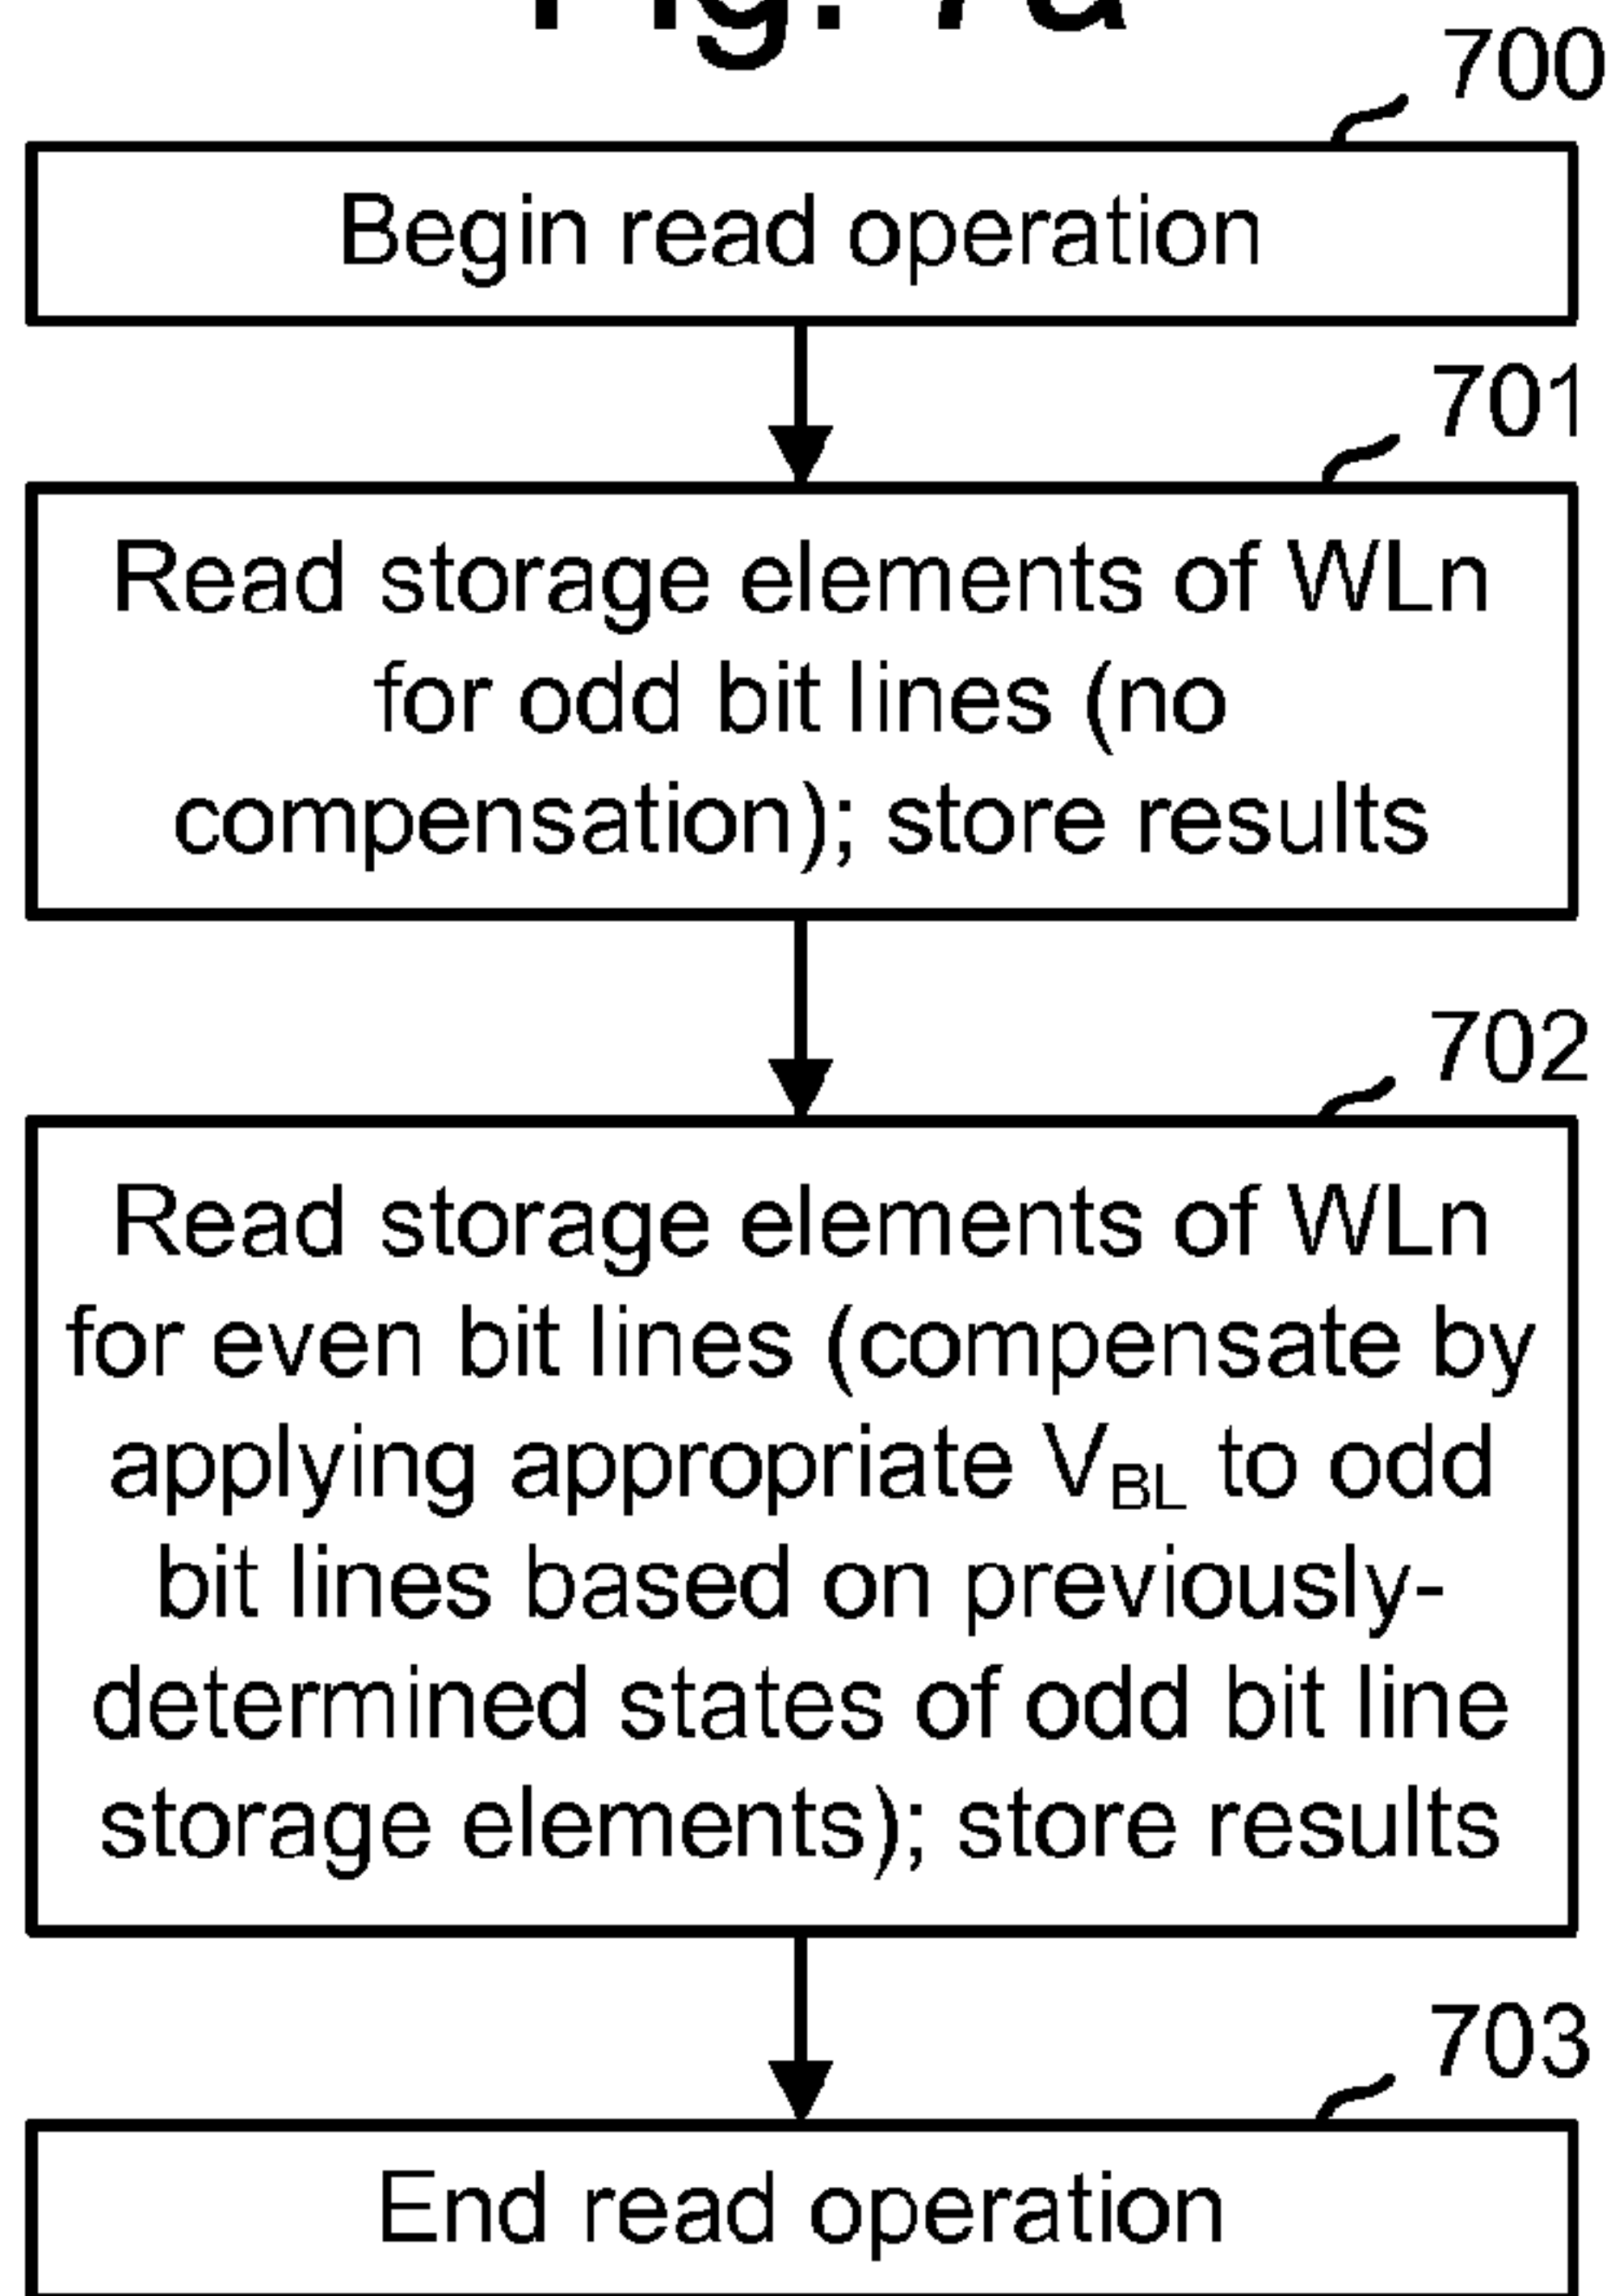 Fig. 7a
700
Begin read operation
701
Read storage elements of WLn
for odd bit lines (no
compensation); store results
702
Read storage elements of WLn
for even bit lines (compensate by
applying appropriate VBL to odd
bit lines based on previously-
determined states of odd bit line
storage elements); store results
703
End read operation